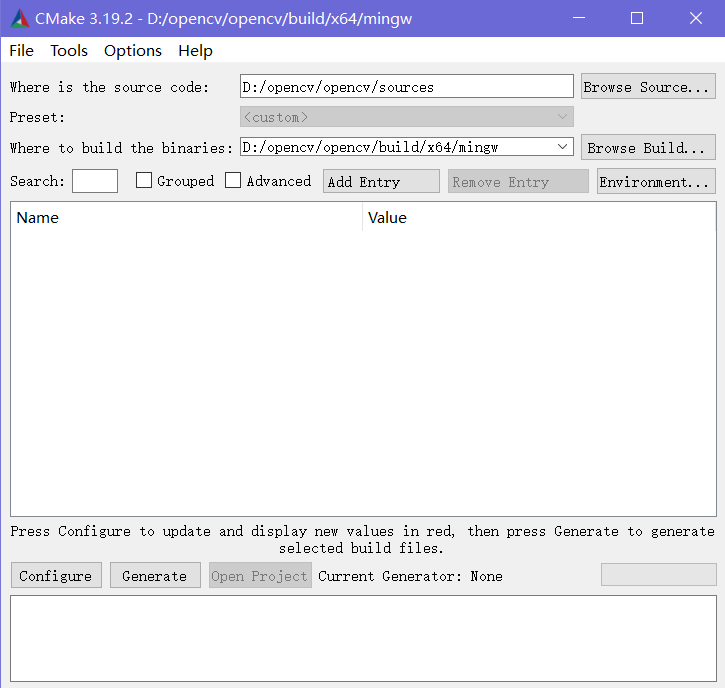 CMake 3.19.2 - D:/opencv/opencv/build/x64/mingw
File Tools Options Help
Where is the source code: D:/opencv/opencv/sources Browse Source...
Preset: <custom>
Where to build the binaries: D:/opencv/opencv/build/x64/mingw Browse Build...
Search: Grouped Advanced Add Entry Remove Entry Environment...
Name Value
Press Configure to update and display new values in red, then press Generate to generate
selected build files.
Configure Generate Open Project Current Generator: None